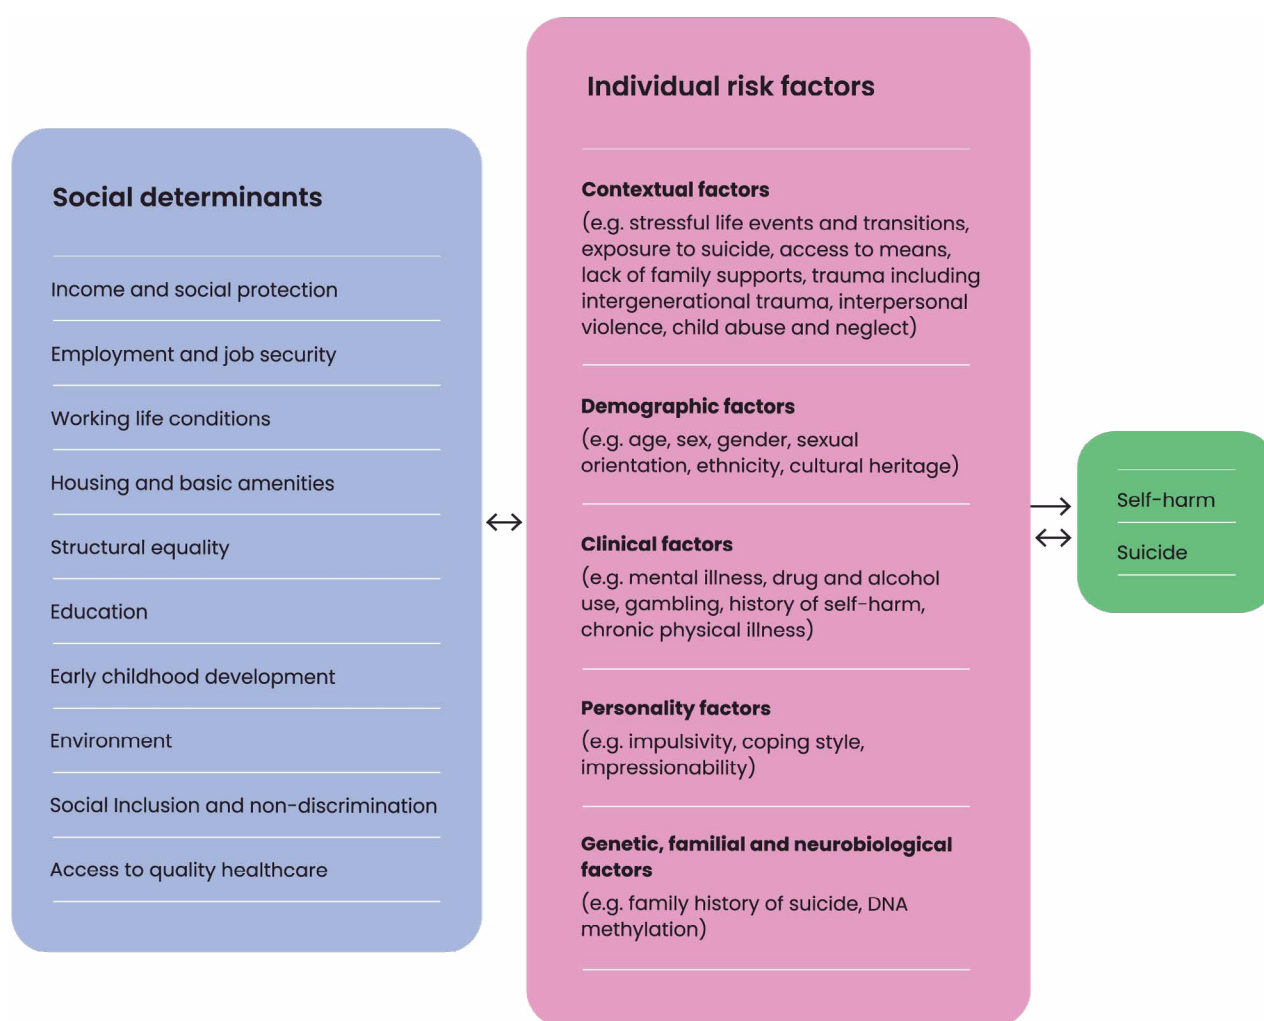 Social determinants
Income and social protection
Employment and job security
Working life conditions
Housing and basic amenities
Structural equality
Education
Early childhood development
Environment
Social Inclusion and non-discrimination
Access to quality healthcare
Individual risk factors
Contextual factors
(e.g. stressful life events and transitions,
exposure to suicide, access to means,
lack of family supports, trauma including
intergenerational trauma, interpersonal
violence, child abuse and neglect)
Demographic factors
(e.g. age, sex, gender, sexual
orientation, ethnicity, cultural heritage)
Clinical factors
(e.g. mental illness, drug and alcohol
use, gambling, history of self-harm,
chronic physical illness)
Personality factors
(e.g. impulsivity, coping style,
impressionability)
Genetic, familial and neurobiological
factors
(e.g. family history of suicide, DNA
methylation)
Self-harm
Suicide